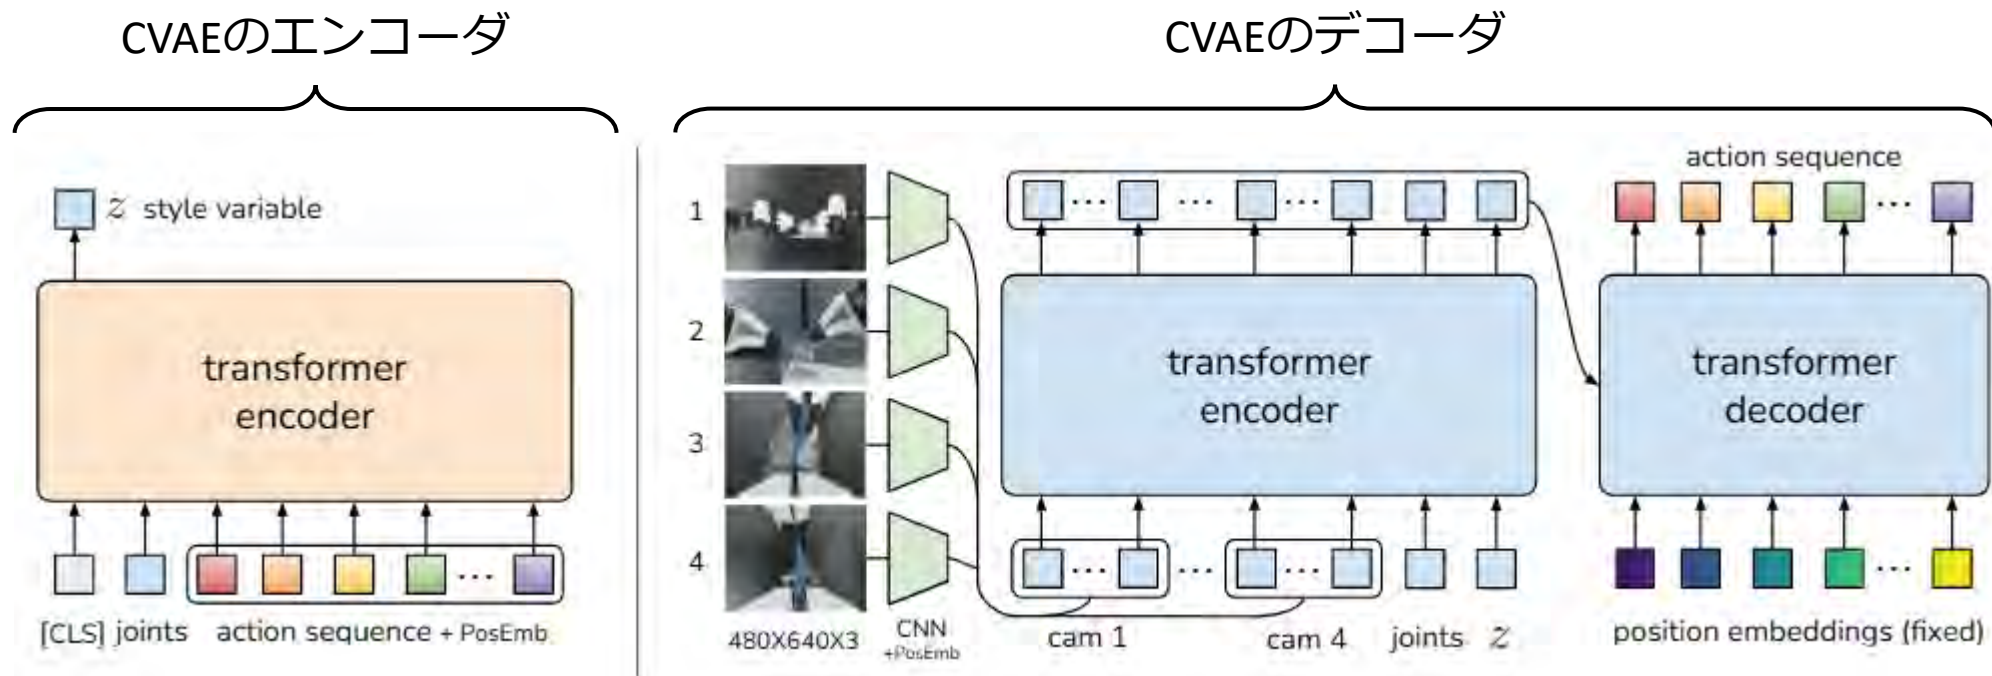 CVAEのエンコーダ
z style variable
transformer
encoder
[CLS] joints action sequence + PosEmb
CVAEのデコーダ
1
2
3
4
480X640X3
CNN
+PosEmb
transformer
encoder
cam 1 cam 4 joints z
action sequence
transformer
decoder
position embeddings (fixed)